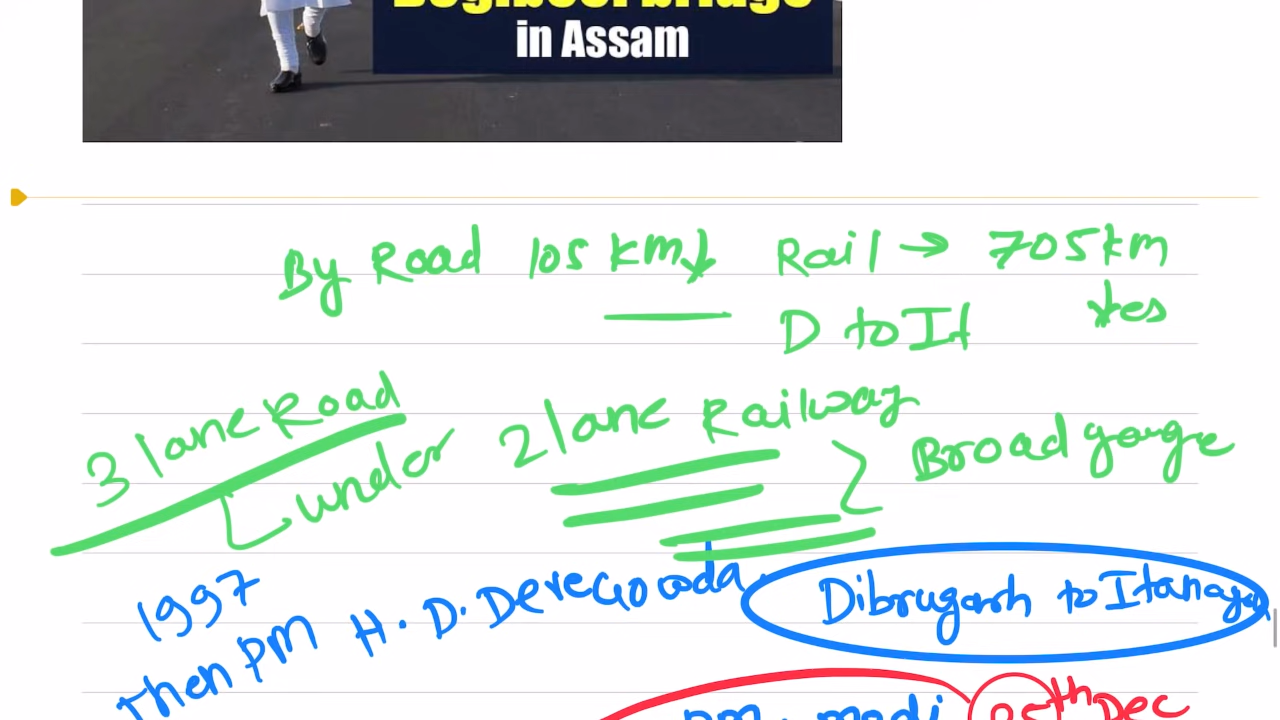 Bogibeel bridge
in Assam
By Road 105 km↓ Rail → 705 km
D to It
3 lane Road
under
2 lane Railway
Broad gauge
1997
then PM H. D. DeveGowda
Dibrugarh to Itanagar
PM. modi 25th Dec